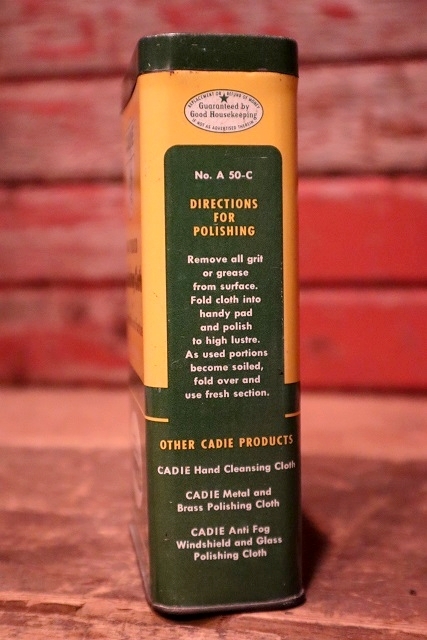 REPLACEMENT OR REFUND OF MONEY
Guaranteed by
Good Housekeeping
IF NOT AS ADVERTISED THEREIN
No. A 50-C
DIRECTIONS
FOR
POLISHING
Remove all grit
or grease
from surface.
Fold cloth into
handy pad
and polish
to high lustre.
As used portions
become soiled,
fold over and
use fresh section.
OTHER CADIE PRODUCTS
CADIE Hand Cleansing Cloth
CADIE Metal and
Brass Polishing Cloth
CADIE Anti Fog
Windshield and Glass
Polishing Cloth